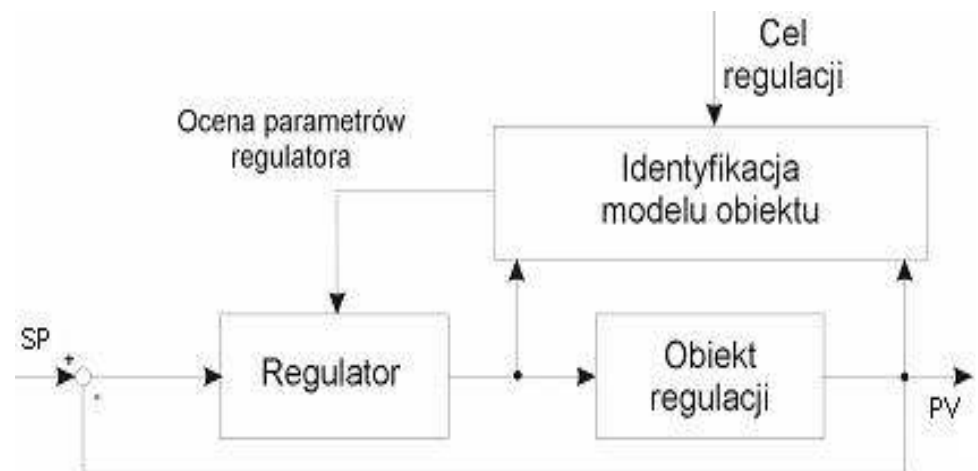 Cel
regulacji
Ocena parametrów
regulatora
Identyfikacja
modelu obiektu
SP
+
-
Regulator
Obiekt
regulacji
PV